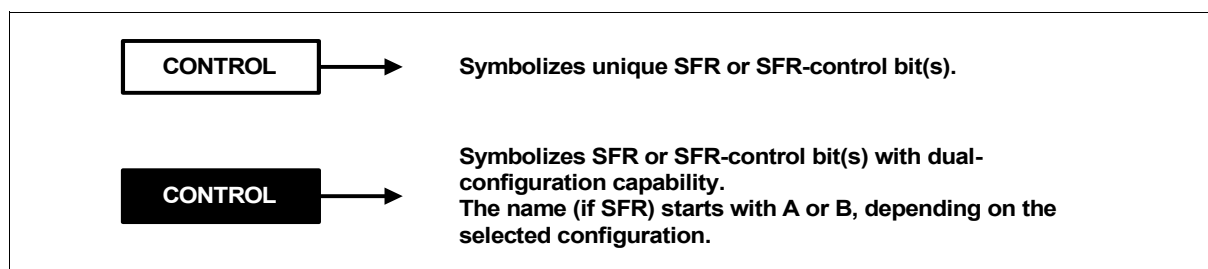 CONTROL
Symbolizes unique SFR or SFR-control bit(s).
CONTROL
Symbolizes SFR or SFR-control bit(s) with dual-
configuration capability.
The name (if SFR) starts with A or B, depending on the
selected configuration.